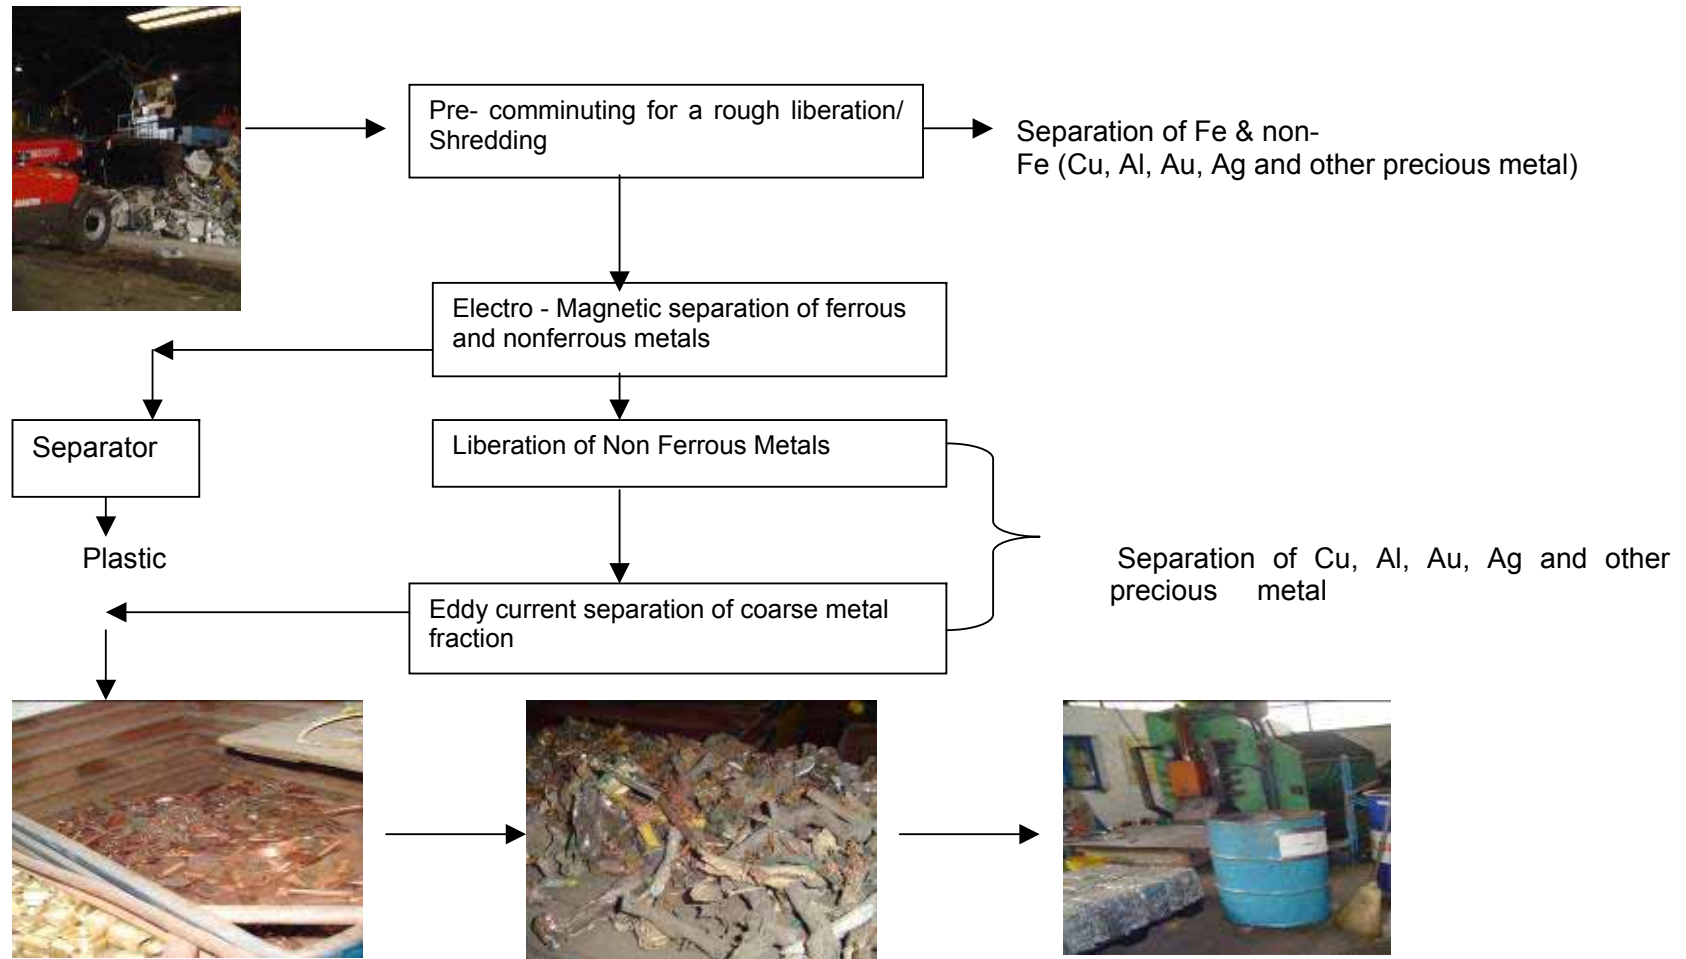 Pre- comminuting for a rough liberation/
Shredding
Separation of Fe & non-
Fe (Cu, Al, Au, Ag and other precious metal)
Electro - Magnetic separation of ferrous
and nonferrous metals
Separator
Liberation of Non Ferrous Metals
Plastic
Separation of Cu, Al, Au, Ag and other
precious metal
Eddy current separation of coarse metal
fraction